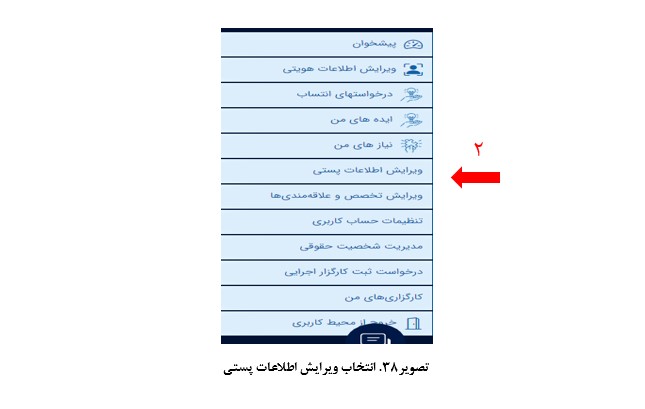 پیشخوان
ویرایش اطلاعات هویتی
درخواستهای انتساب
ایده های من
نیاز های من
۲
ویرایش اطلاعات پستی
ویرایش تخصص و علاقه‌مندی‌ها
تنظیمات حساب کاربری
مدیریت شخصیت حقوقی
درخواست ثبت کارگزار اجرایی
کارگزاری‌های من
خروج از محیط کاربری
تصویر۳۸. انتخاب ویرایش اطلاعات پستی